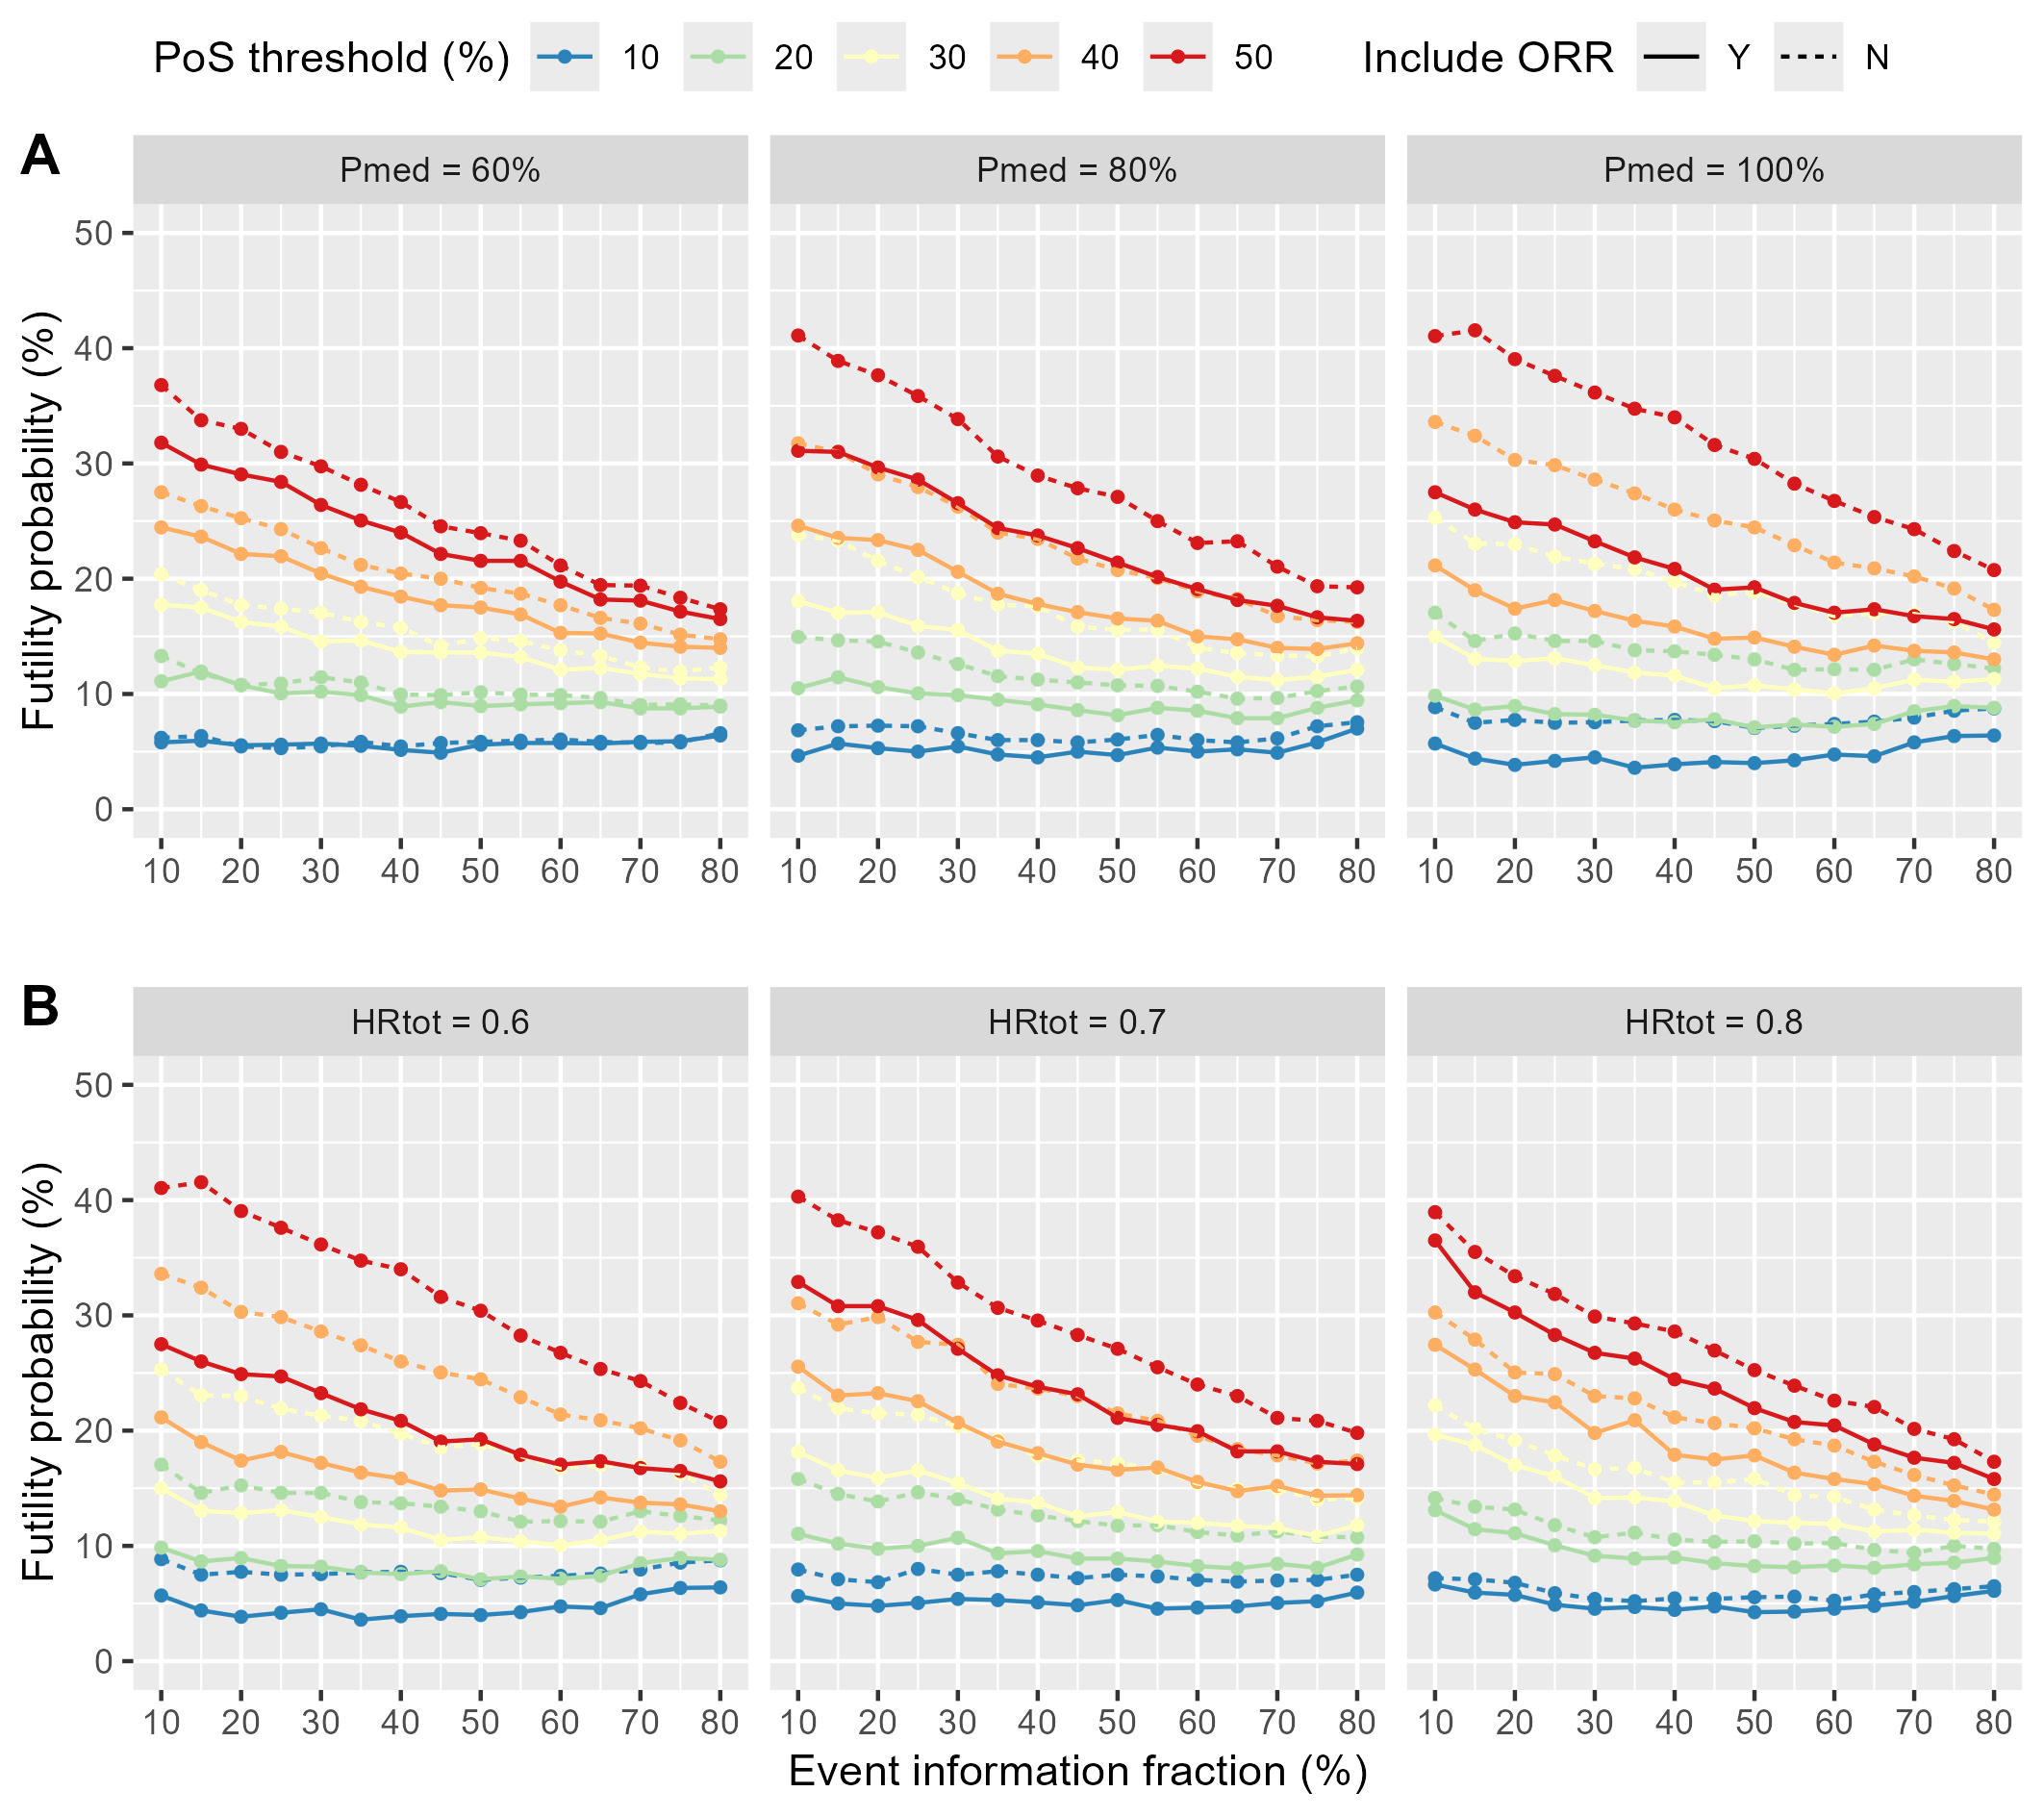 PoS threshold (%) 10 20 30 40 50 Include ORR Y N
A
Pmed = 60% Pmed = 80% Pmed = 100%
Futility probability (%)
50
40
30
20
10
0
10 20 30 40 50 60 70 80 10 20 30 40 50 60 70 80 10 20 30 40 50 60 70 80
B
HRtot = 0.6 HRtot = 0.7 HRtot = 0.8
Futility probability (%)
50
40
30
20
10
0
10 20 30 40 50 60 70 80 10 20 30 40 50 60 70 80 10 20 30 40 50 60 70 80
Event information fraction (%)